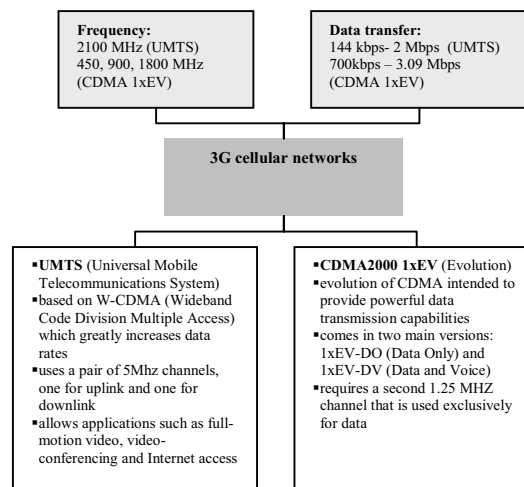 Frequency:
2100 MHz (UMTS)
450, 900, 1800 MHz
(CDMA 1xEV)
Data transfer:
144 kbps- 2 Mbps (UMTS)
700kbps – 3.09 Mbps
(CDMA 1xEV)
3G cellular networks
▪UMTS (Universal Mobile
Telecommunications System)
▪based on W-CDMA (Wideband
Code Division Multiple Access)
which greatly increases data
rates
▪uses a pair of 5Mhz channels,
one for uplink and one for
downlink
▪allows applications such as full-
motion video, video-
conferencing and Internet access
▪CDMA2000 1xEV (Evolution)
▪evolution of CDMA intended to
provide powerful data
transmission capabilities
▪comes in two main versions:
1xEV-DO (Data Only) and
1xEV-DV (Data and Voice)
▪requires a second 1.25 MHZ
channel that is used exclusively
for data